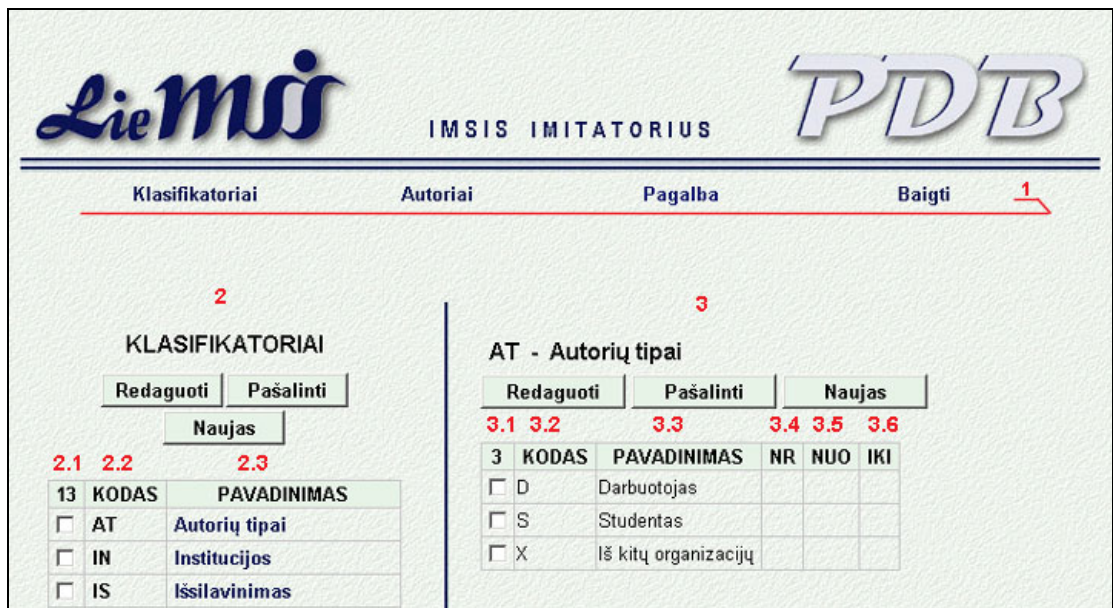 LieMSIS
PDB
IMSIS IMITATORIUS
Klasifikatoriai Autoriai Pagalba Baigti 1
2
KLASIFIKATORIAI
Redaguoti Pašalinti
Naujas
2.1 2.2 2.3
13 KODAS PAVADINIMAS
AT Autorių tipai
IN Institucijos
IS Išsilavinimas
3
AT - Autorių tipai
Redaguoti Pašalinti Naujas
3.1 3.2 3.3 3.4 3.5 3.6
3 KODAS PAVADINIMAS NR NUO IKI
D Darbuotojas
S Studentas
X Iš kitų organizacijų